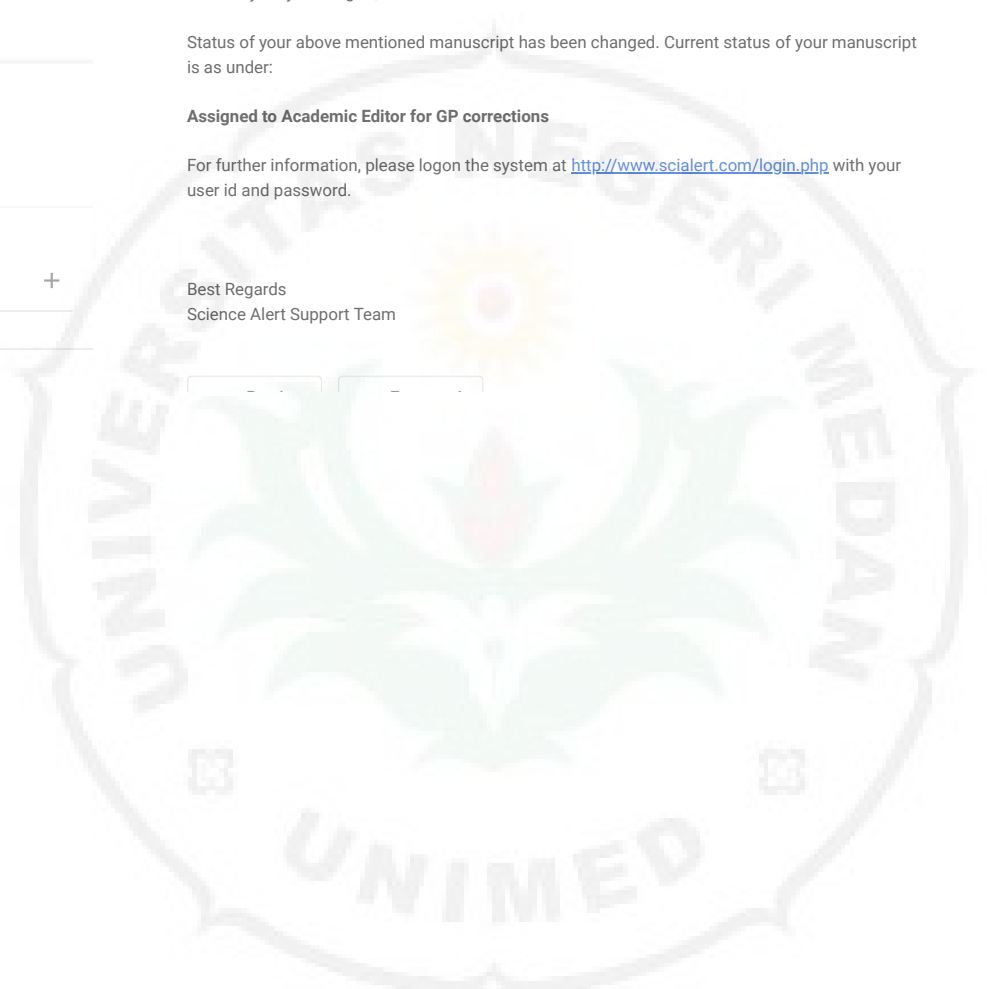 Status of your above mentioned manuscript has been changed. Current status of your manuscript
is as under:
Assigned to Academic Editor for GP corrections
For further information, please logon the system at http://www.scialert.com/login.php with your
user id and password.
+
Best Regards
Science Alert Support Team
UNIVERSITAS NEGERI MEDAN
UNIMED